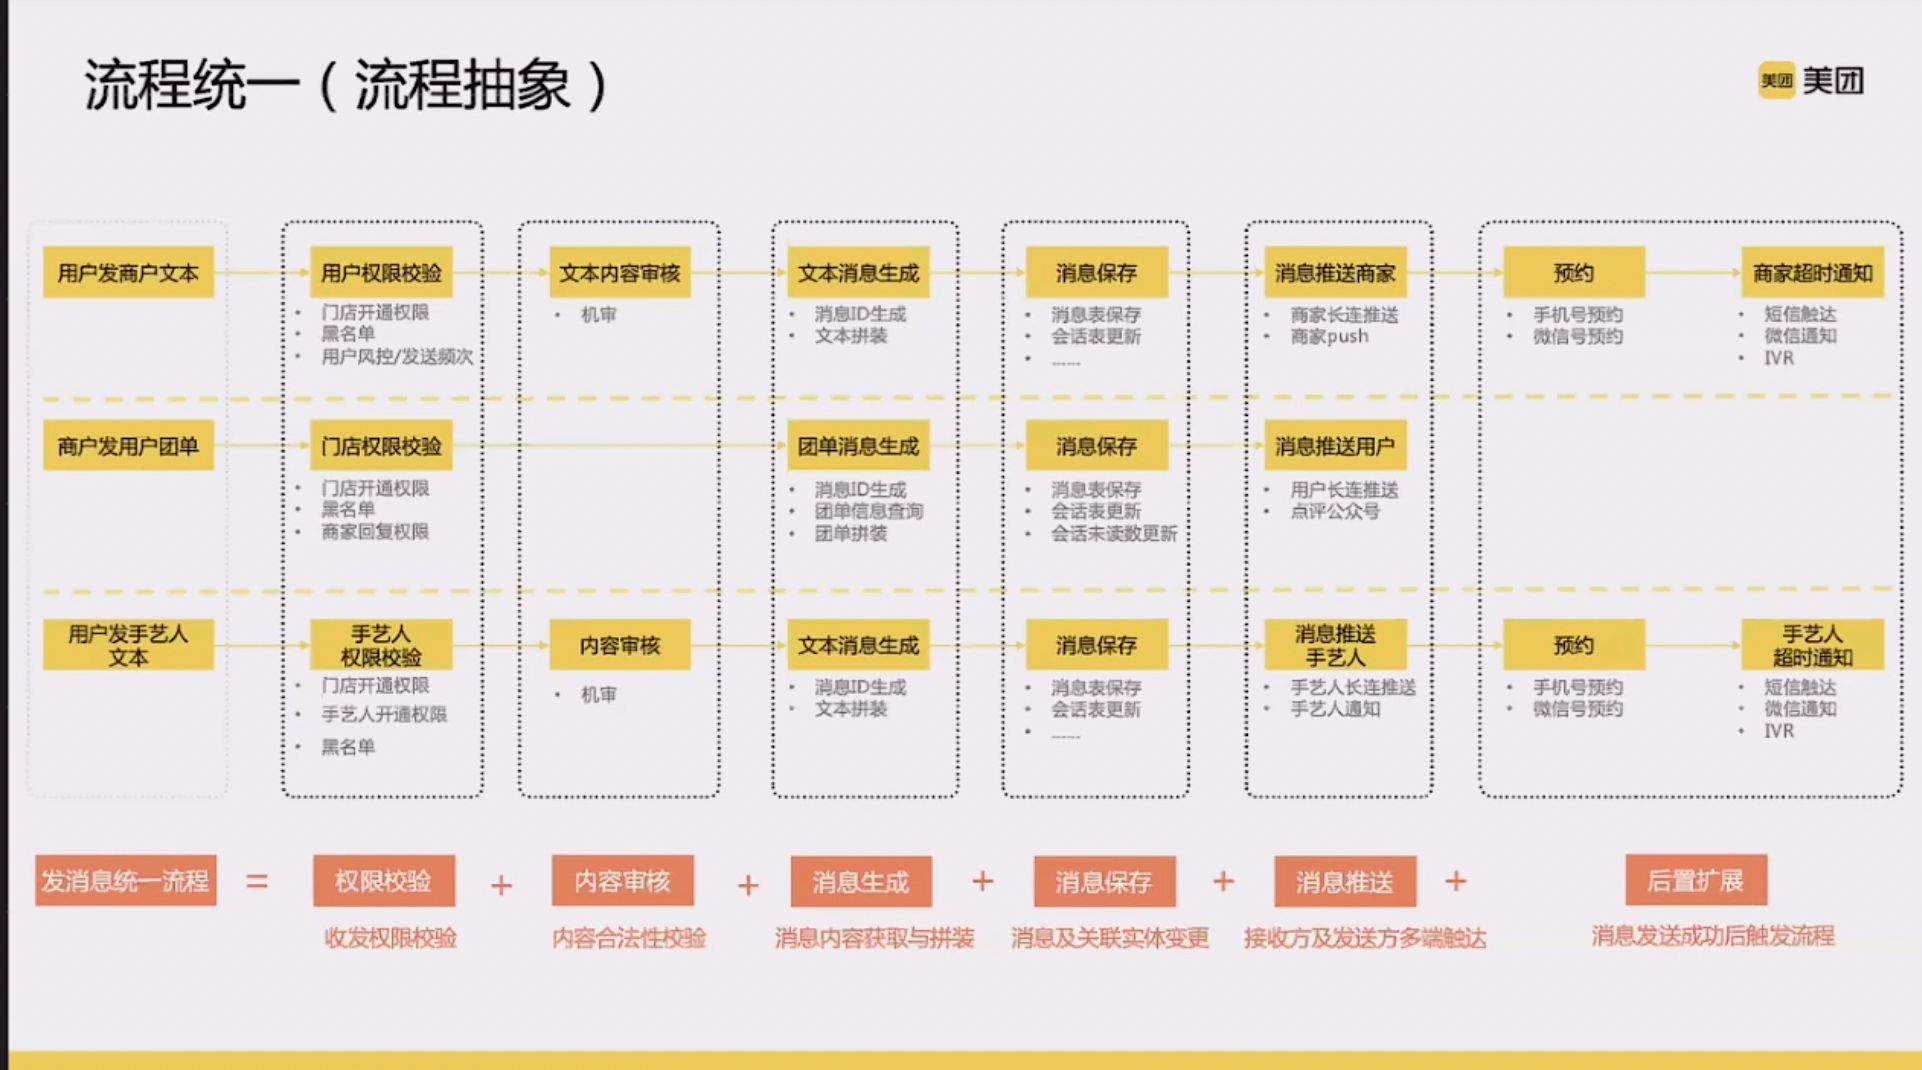 流程统一（流程抽象）
美团 美团
用户发商户文本
用户权限校验
• 门店开通权限
• 黑名单
• 用户风控/发送频次
文本内容审核
• 机审
文本消息生成
• 消息ID生成
• 文本拼装
消息保存
• 消息表保存
• 会话表更新
• ......
消息推送商家
• 商家长连推送
• 商家push
预约
• 手机号预约
• 微信号预约
商家超时通知
• 短信触达
• 微信通知
• IVR
商户发用户团单
门店权限校验
• 门店开通权限
• 黑名单
• 商家回复权限
团单消息生成
• 消息ID生成
• 团单信息查询
• 团单拼装
消息保存
• 消息表保存
• 会话表更新
• 会话未读数更新
消息推送用户
• 用户长连推送
• 点评公众号
用户发手艺人
文本
手艺人
权限校验
• 门店开通权限
• 手艺人开通权限
• 黑名单
内容审核
• 机审
文本消息生成
• 消息ID生成
• 文本拼装
消息保存
• 消息表保存
• 会话表更新
• ......
消息推送
手艺人
• 手艺人长连推送
• 手艺人通知
预约
• 手机号预约
• 微信号预约
手艺人
超时通知
• 短信触达
• 微信通知
• IVR
发消息统一流程 = 权限校验 + 内容审核 + 消息生成 + 消息保存 + 消息推送 + 后置扩展
收发权限校验 内容合法性校验 消息内容获取与拼装 消息及关联实体变更 接收方及发送方多端触达 消息发送成功后触发流程